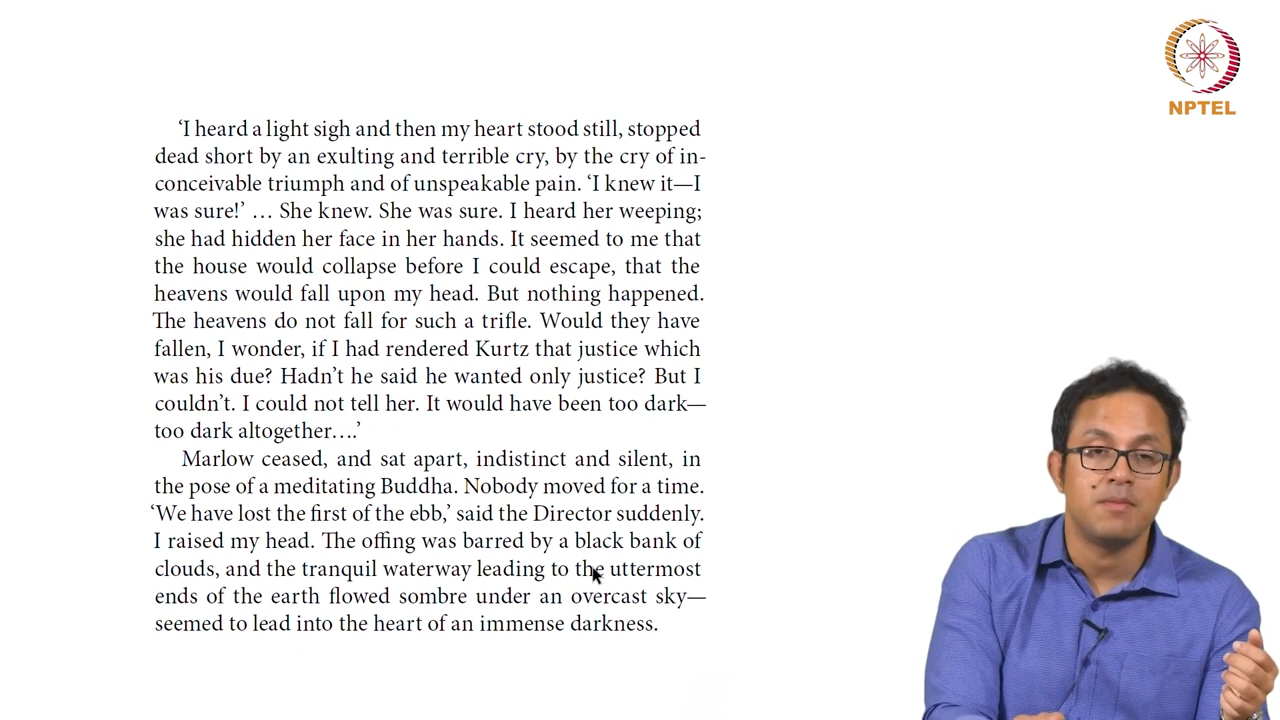 ‘I heard a light sigh and then my heart stood still, stopped
dead short by an exulting and terrible cry, by the cry of in-
conceivable triumph and of unspeakable pain. ‘I knew it—I
was sure!’ … She knew. She was sure. I heard her weeping;
she had hidden her face in her hands. It seemed to me that
the house would collapse before I could escape, that the
heavens would fall upon my head. But nothing happened.
The heavens do not fall for such a trifle. Would they have
fallen, I wonder, if I had rendered Kurtz that justice which
was his due? Hadn’t he said he wanted only justice? But I
couldn’t. I could not tell her. It would have been too dark—
too dark altogether….’
Marlow ceased, and sat apart, indistinct and silent, in
the pose of a meditating Buddha. Nobody moved for a time.
‘We have lost the first of the ebb,’ said the Director suddenly.
I raised my head. The offing was barred by a black bank of
clouds, and the tranquil waterway leading to the uttermost
ends of the earth flowed sombre under an overcast sky—
seemed to lead into the heart of an immense darkness.
NPTEL